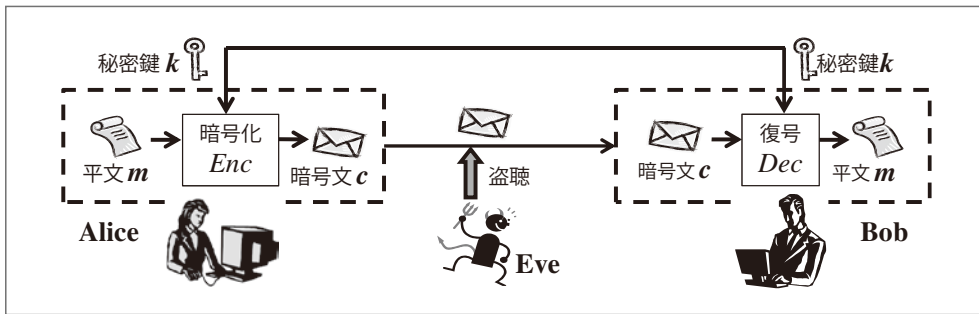 秘密鍵 k
秘密鍵k
暗号化
Enc
平文 m
暗号文 c
Alice
盗聴
Eve
復号
Dec
暗号文 c
平文 m
Bob